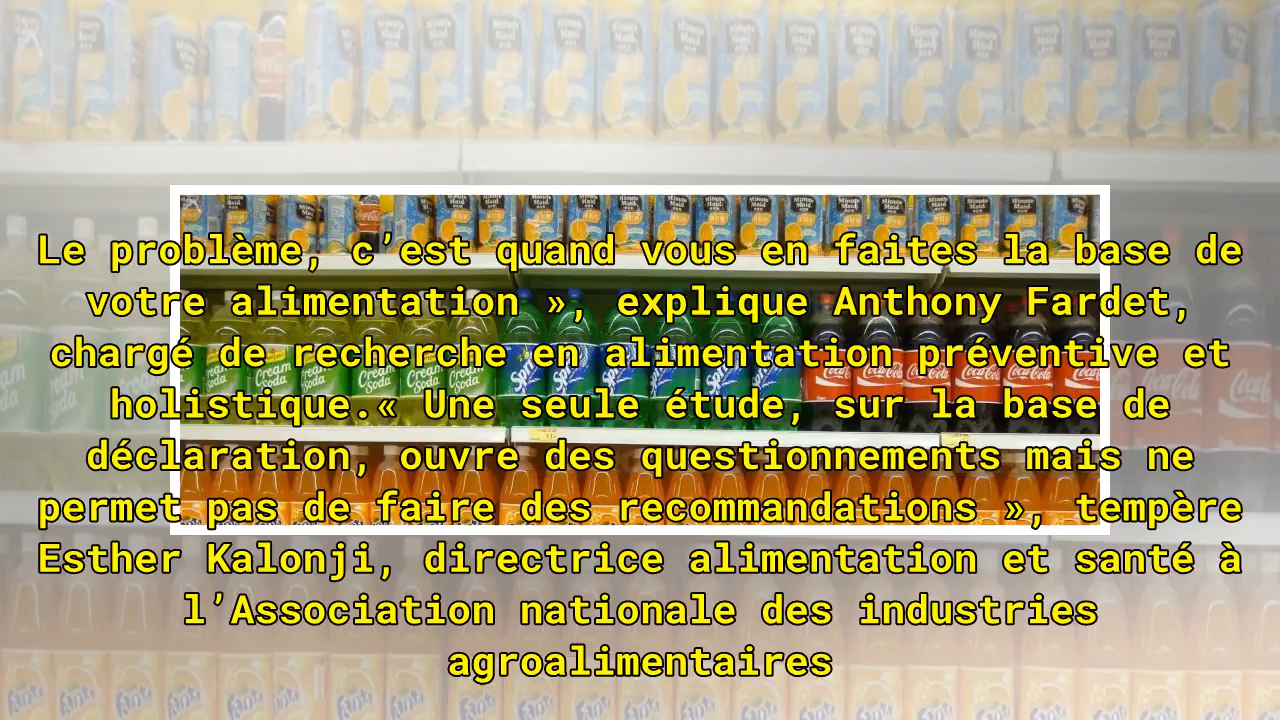 Le problème, c’est quand vous en faites la base de
votre alimentation », explique Anthony Fardet,
chargé de recherche en alimentation préventive et
holistique.« Une seule étude, sur la base de
déclaration, ouvre des questionnements mais ne
permet pas de faire des recommandations », tempère
Esther Kalonji, directrice alimentation et santé à
l’Association nationale des industries
agroalimentaires